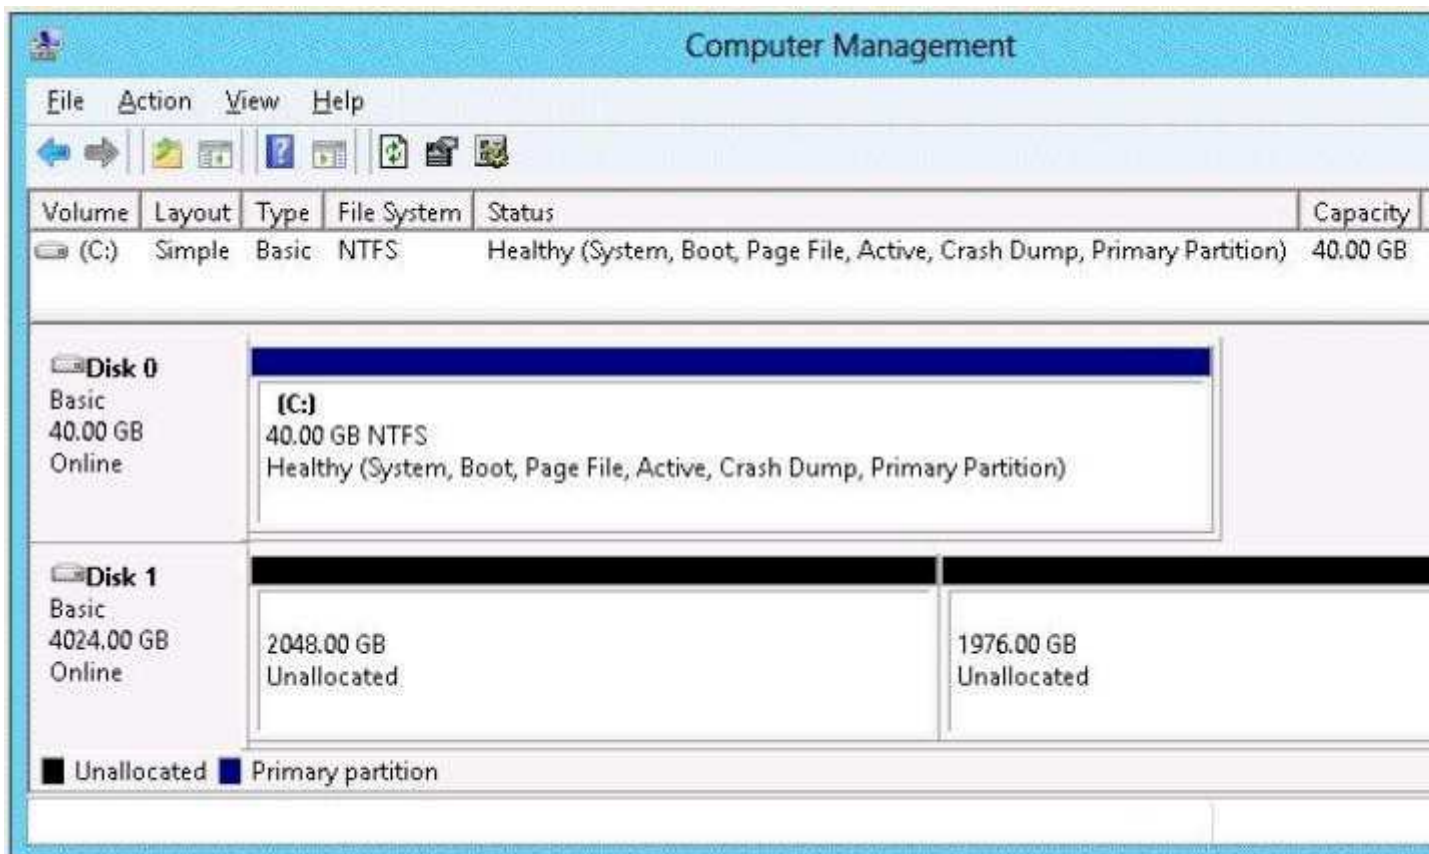 Computer Management
File Action View Help
Volume Layout Type File System Status Capacity
(C:) Simple Basic NTFS Healthy (System, Boot, Page File, Active, Crash Dump, Primary Partition) 40.00 GB
Disk 0
Basic
40.00 GB
Online
(C:)
40.00 GB NTFS
Healthy (System, Boot, Page File, Active, Crash Dump, Primary Partition)
Disk 1
Basic
4024.00 GB
Online
2048.00 GB
Unallocated
1976.00 GB
Unallocated
Unallocated Primary partition